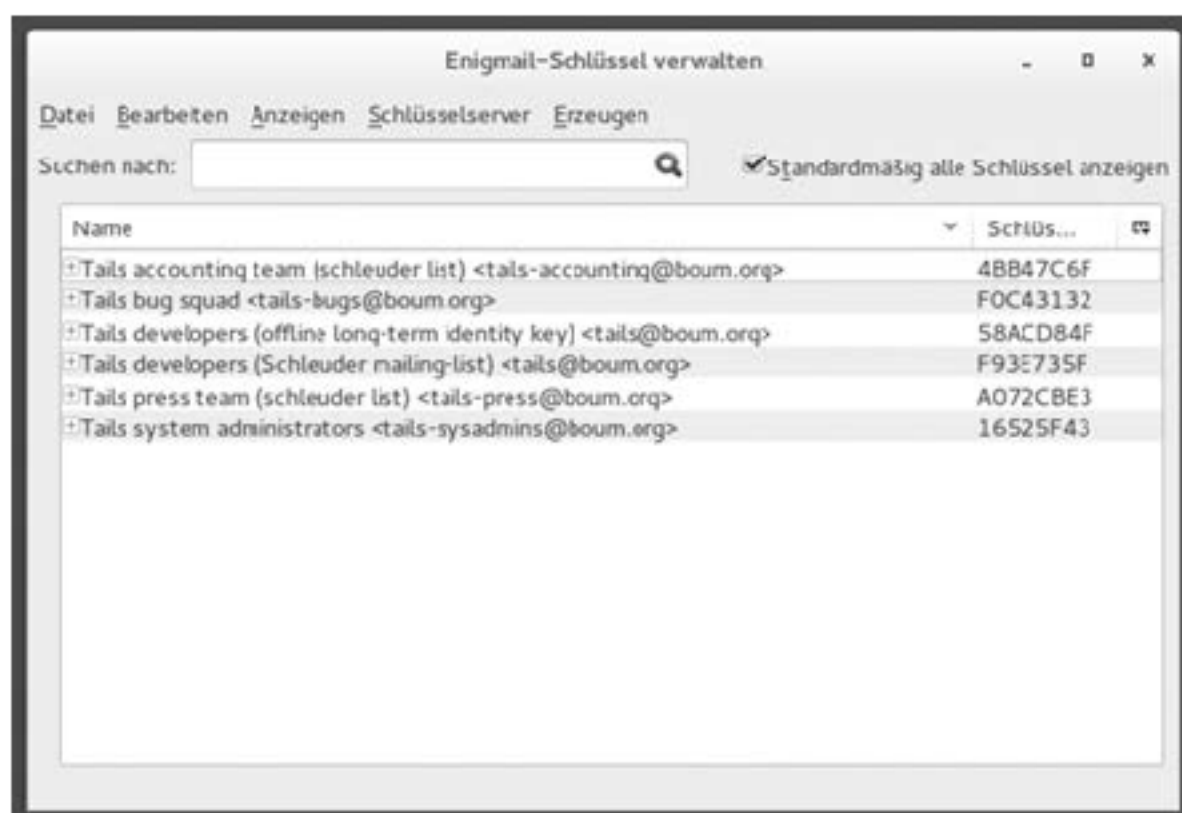 Enigmail-Schlüssel verwalten
Datei Bearbeiten Anzeigen Schlüsselserver Erzeugen
Suchen nach: Standardmäßig alle Schlüssel anzeigen
Name Schlüs...
Tails accounting team (schleuder list) <tails-accounting@boum.org> 4BB47C6F
Tails bug squad <tails-bugs@boum.org> F0C43132
Tails developers (offline long-term identity key) <tails@boum.org> 58ACD84F
Tails developers (Schleuder mailing-list) <tails@boum.org> F93E735F
Tails press team (schleuder list) <tails-press@boum.org> A072CBE3
Tails system administrators <tails-sysadmins@boum.org> 16525F43